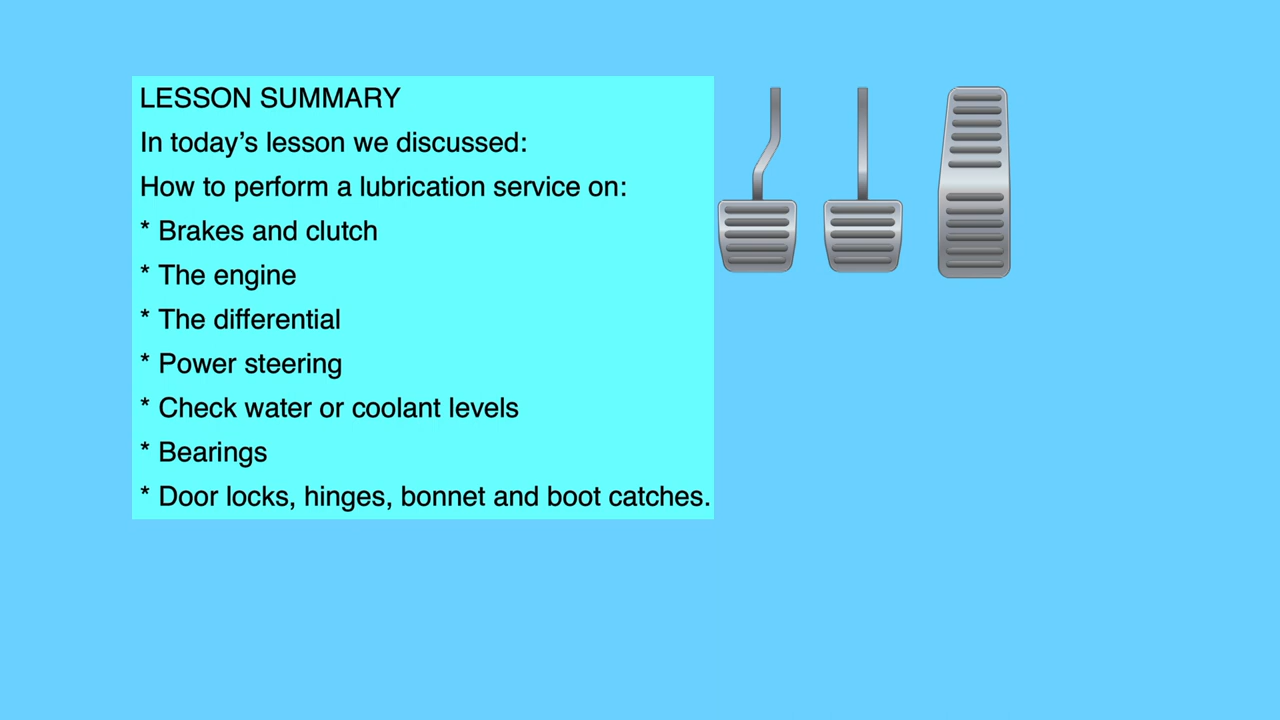 LESSON SUMMARY
In today’s lesson we discussed:
How to perform a lubrication service on:
* Brakes and clutch
* The engine
* The differential
* Power steering
* Check water or coolant levels
* Bearings
* Door locks, hinges, bonnet and boot catches.